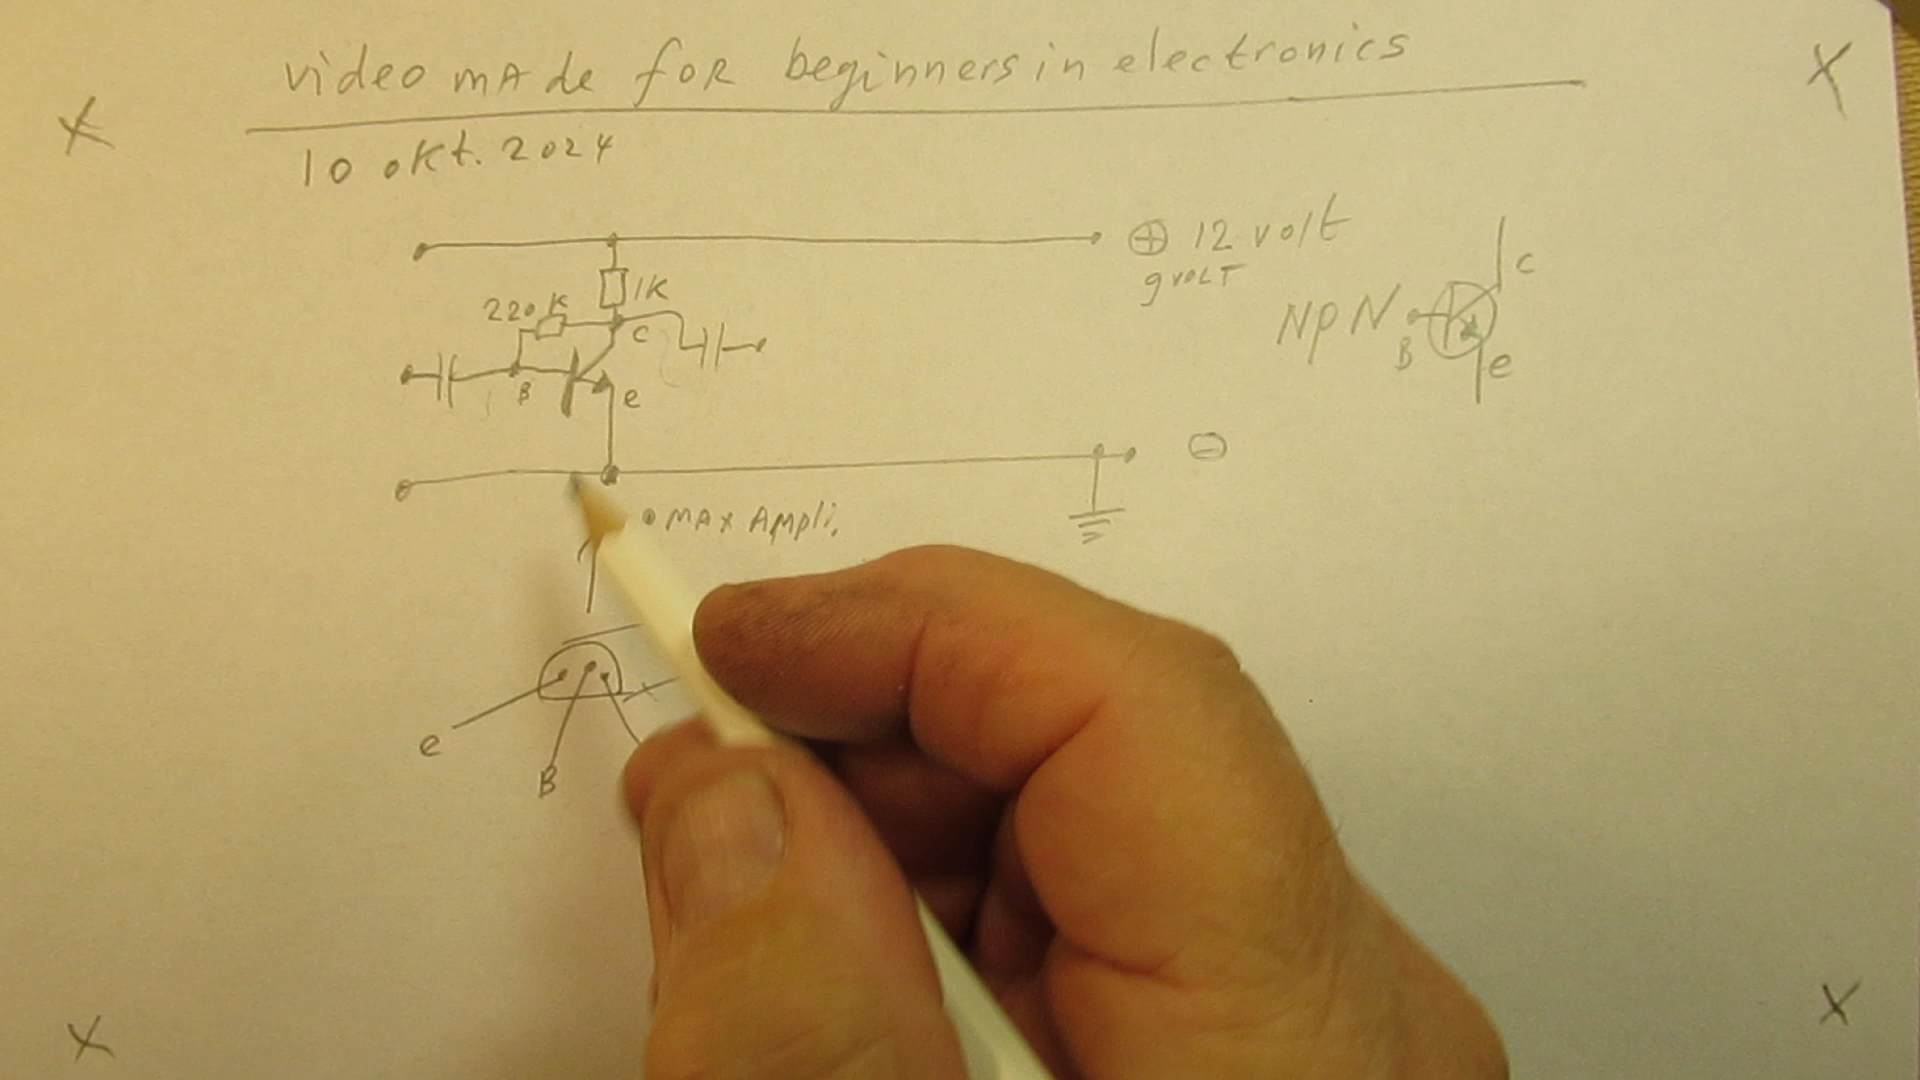 video mAde foR beginners in electronics
10 okt. 2024
⊕ 12 volt
9 VOLT
1K
220K
C
B
e
NPN
C
B
e
⊖
• MAX AMpli.
e
B